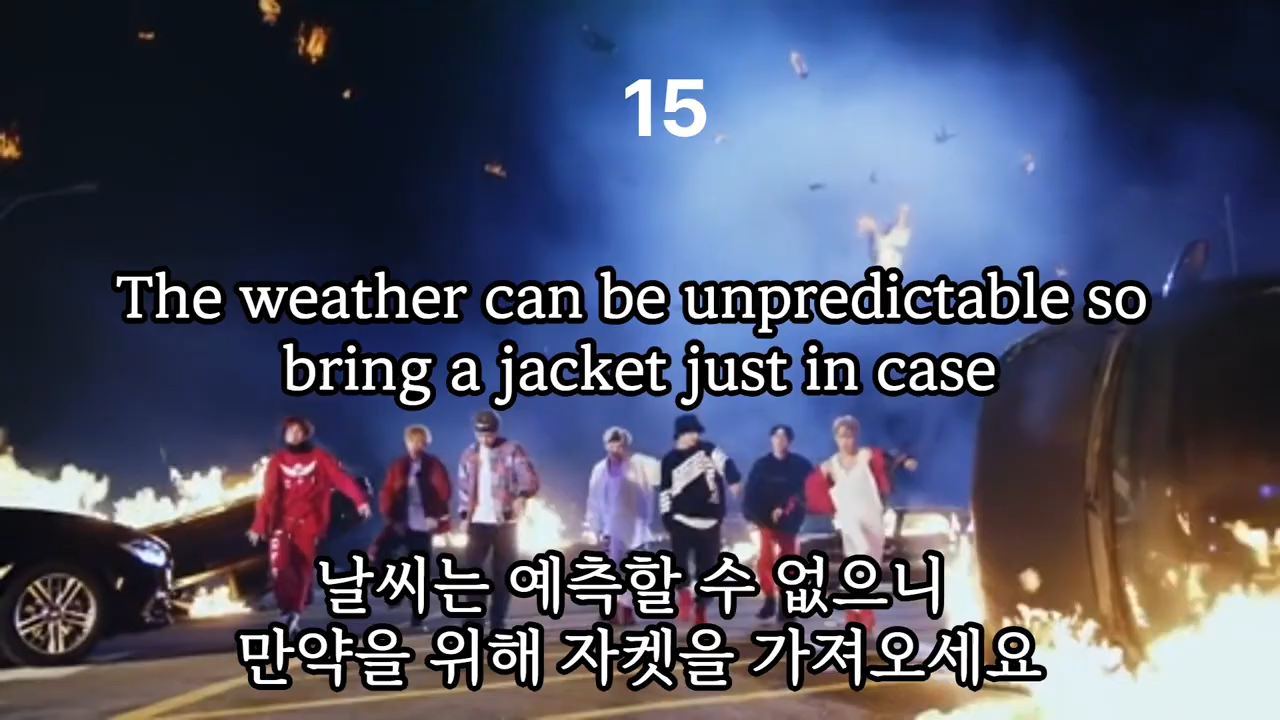 15
The weather can be unpredictable so
bring a jacket just in case
날씨는 예측할 수 없으니
만약을 위해 자켓을 가져오세요